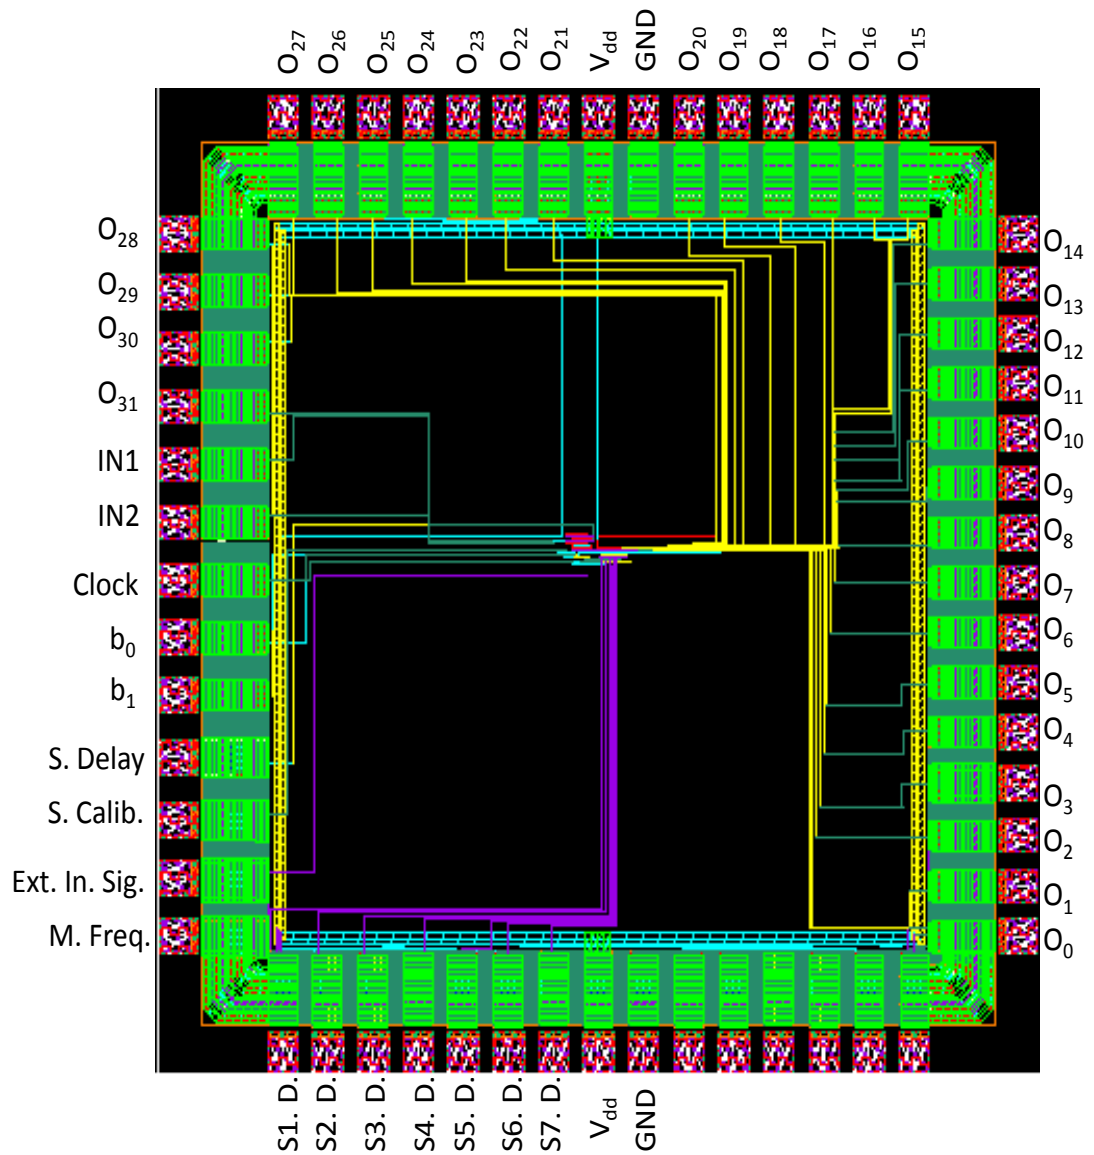 O27
O26
O25
O24
O23
O22
O21
Vdd
GND
O20
O19
O18
O17
O16
O15
O28
O29
O30
O31
IN1
IN2
Clock
b0
b1
S. Delay
S. Calib.
Ext. In. Sig.
M. Freq.
O14
O13
O12
O11
O10
O9
O8
O7
O6
O5
O4
O3
O2
O1
O0
S1. D.
S2. D.
S3. D.
S4. D.
S5. D.
S6. D.
S7. D.
Vdd
GND